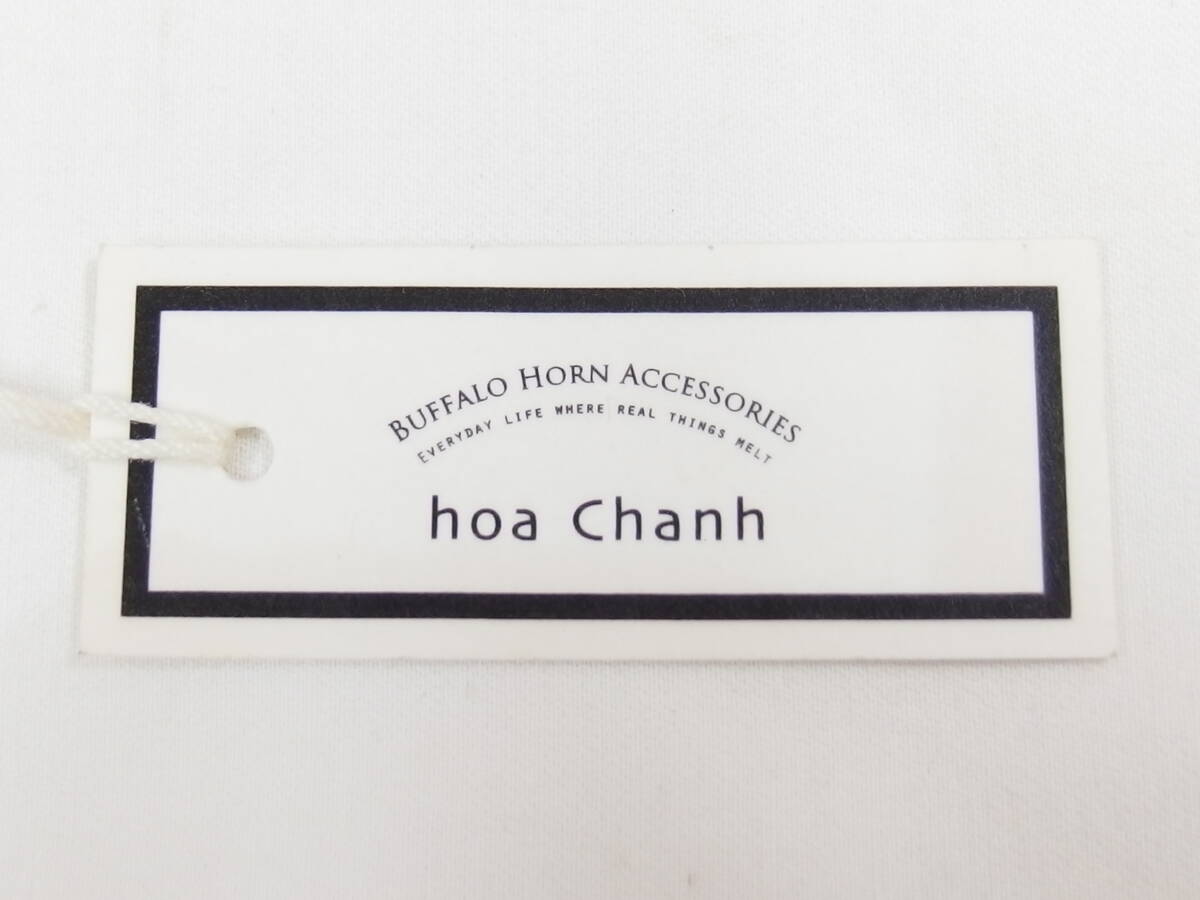 BUFFALO HORN ACCESSORIES
EVERYDAY LIFE WHERE REAL THINGS MELT
hoa Chanh